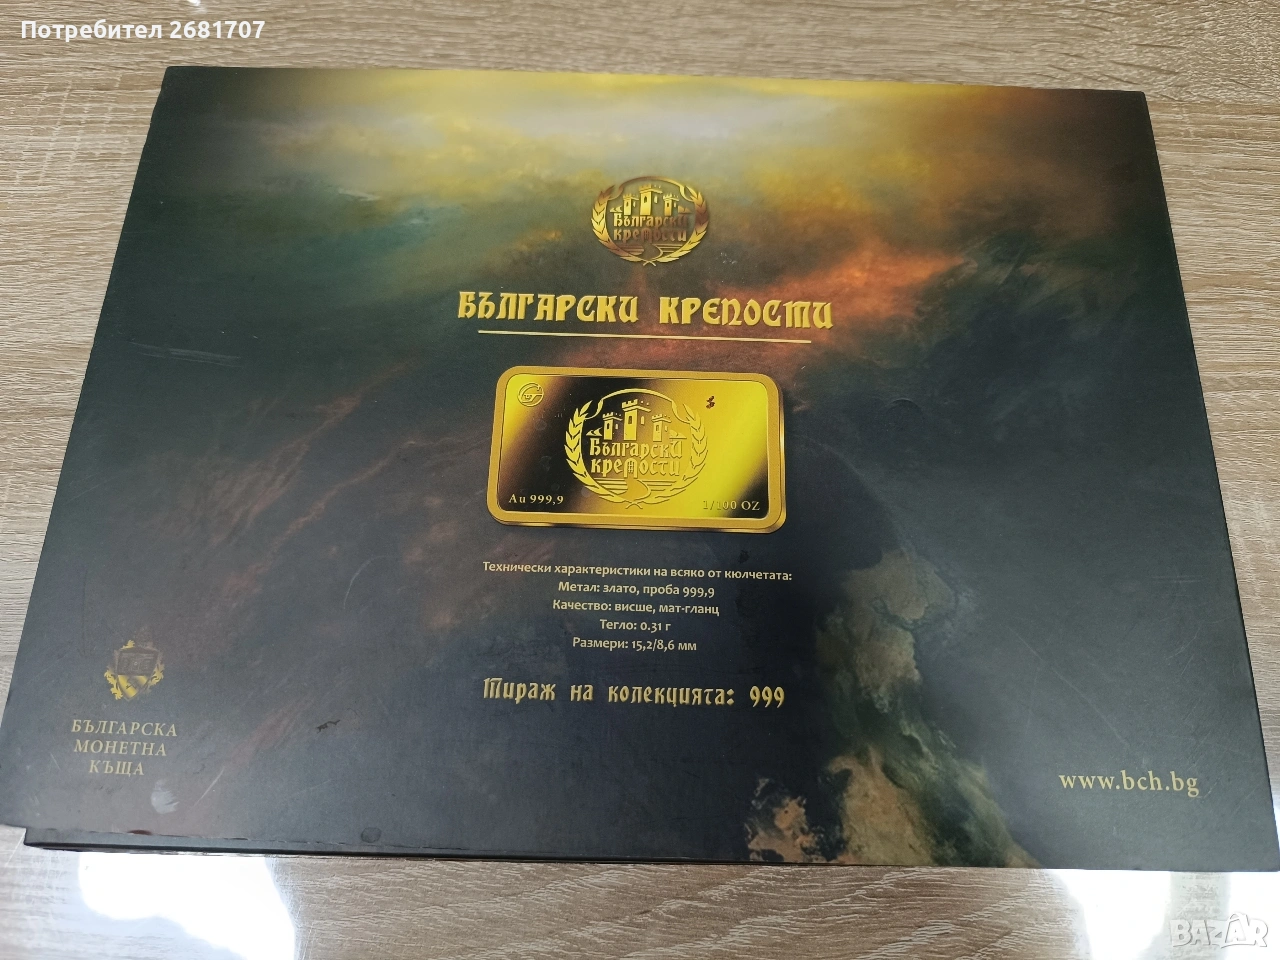 Потребител 2681707
Български
крепости
БЪЛГАРСКИ КРЕПОСТИ
Български
крепости
Au 999,9
1/100 OZ
Технически характеристики на всяко от кюлчетата:
Метал: злато, проба 999,9
Качество: висше, мат-гланц
Тегло: 0.31 г
Размери: 15,2/8,6 мм
Тираж на колекцията: 999
БЪЛГАРСКА
МОНЕТНА
КЪЩА
www.bch.bg
BAZAR